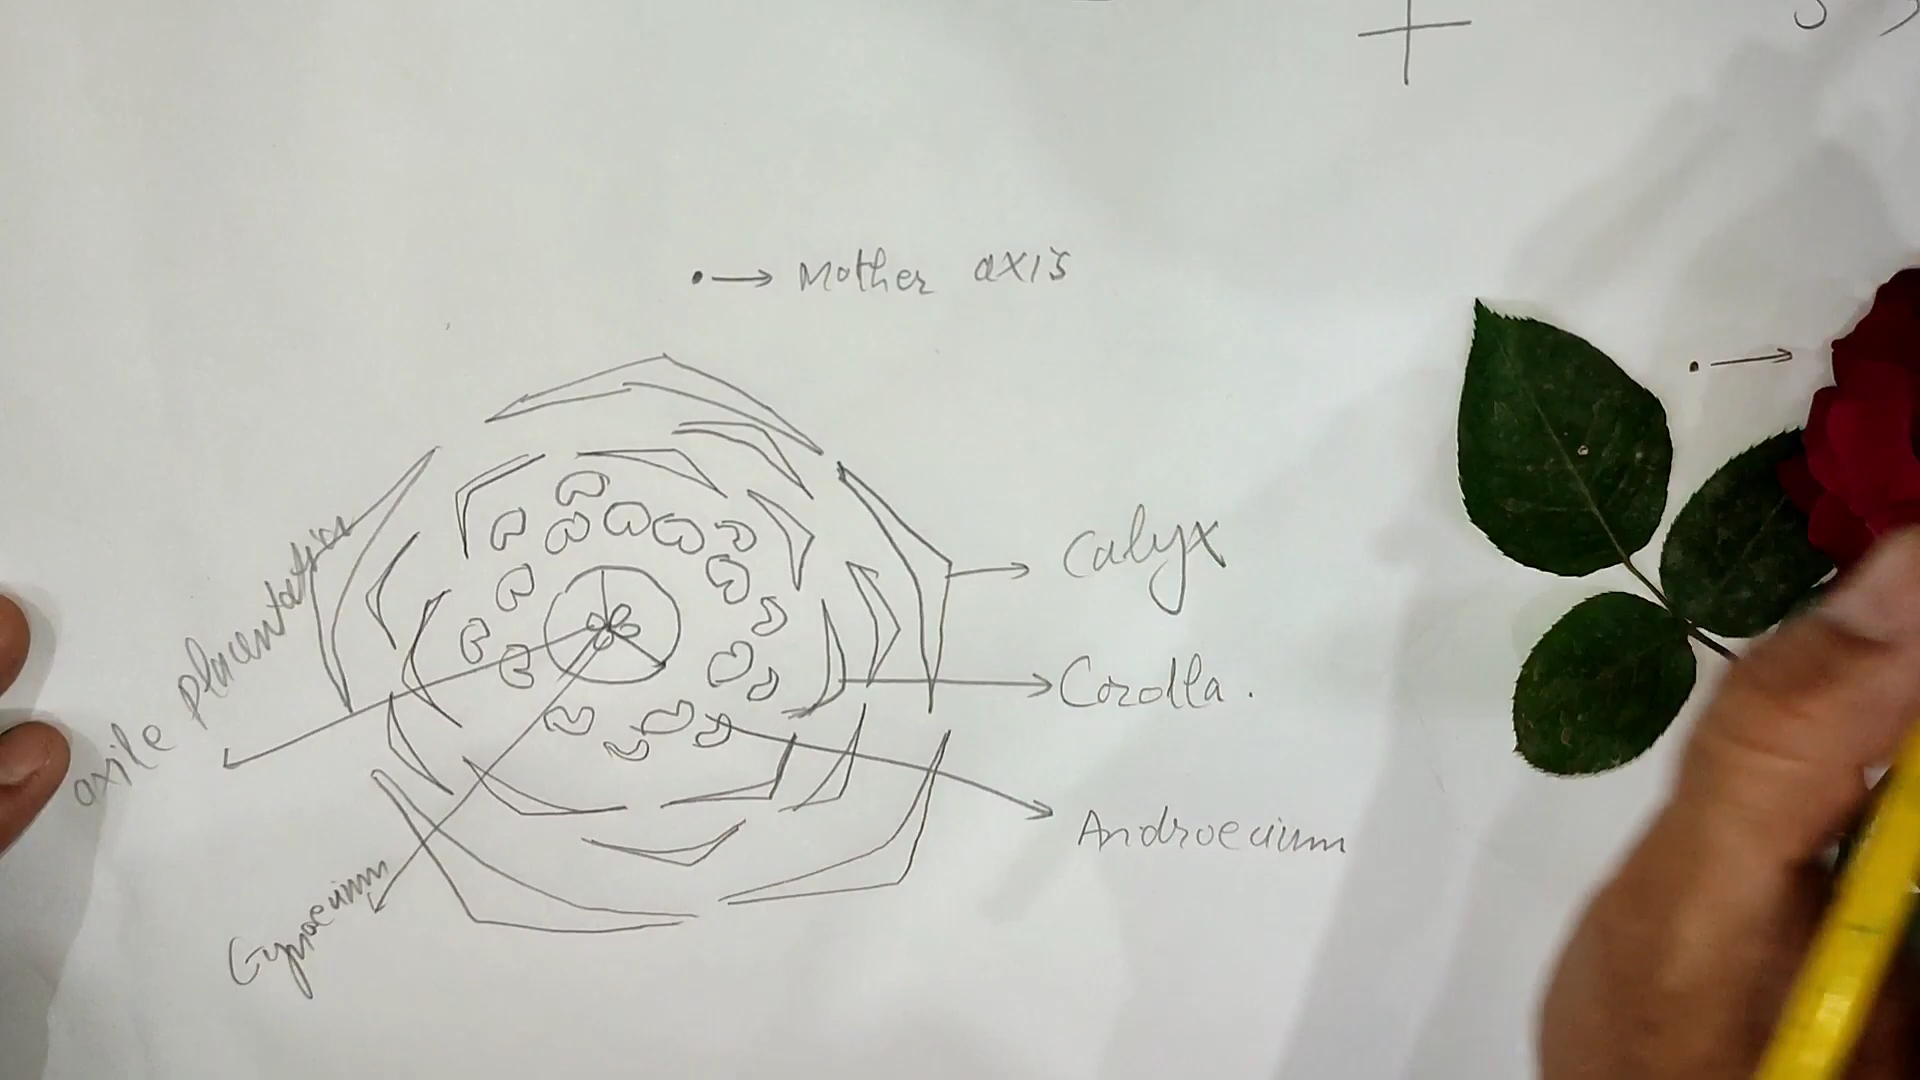 Mother axis
Calyx
axile placentation
Corolla.
Androecium
Gynoecium